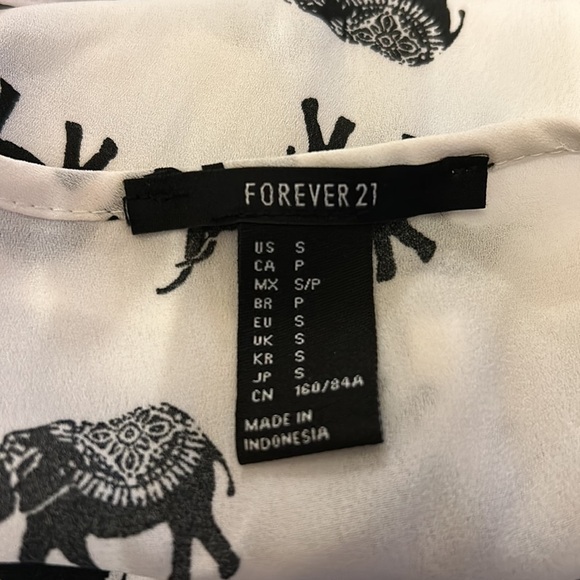 FOREVER 21
US S
CA P
MX S/P
BR P
EU S
UK S
KR S
JP S
CN 160/84A
MADE IN
INDONESIA